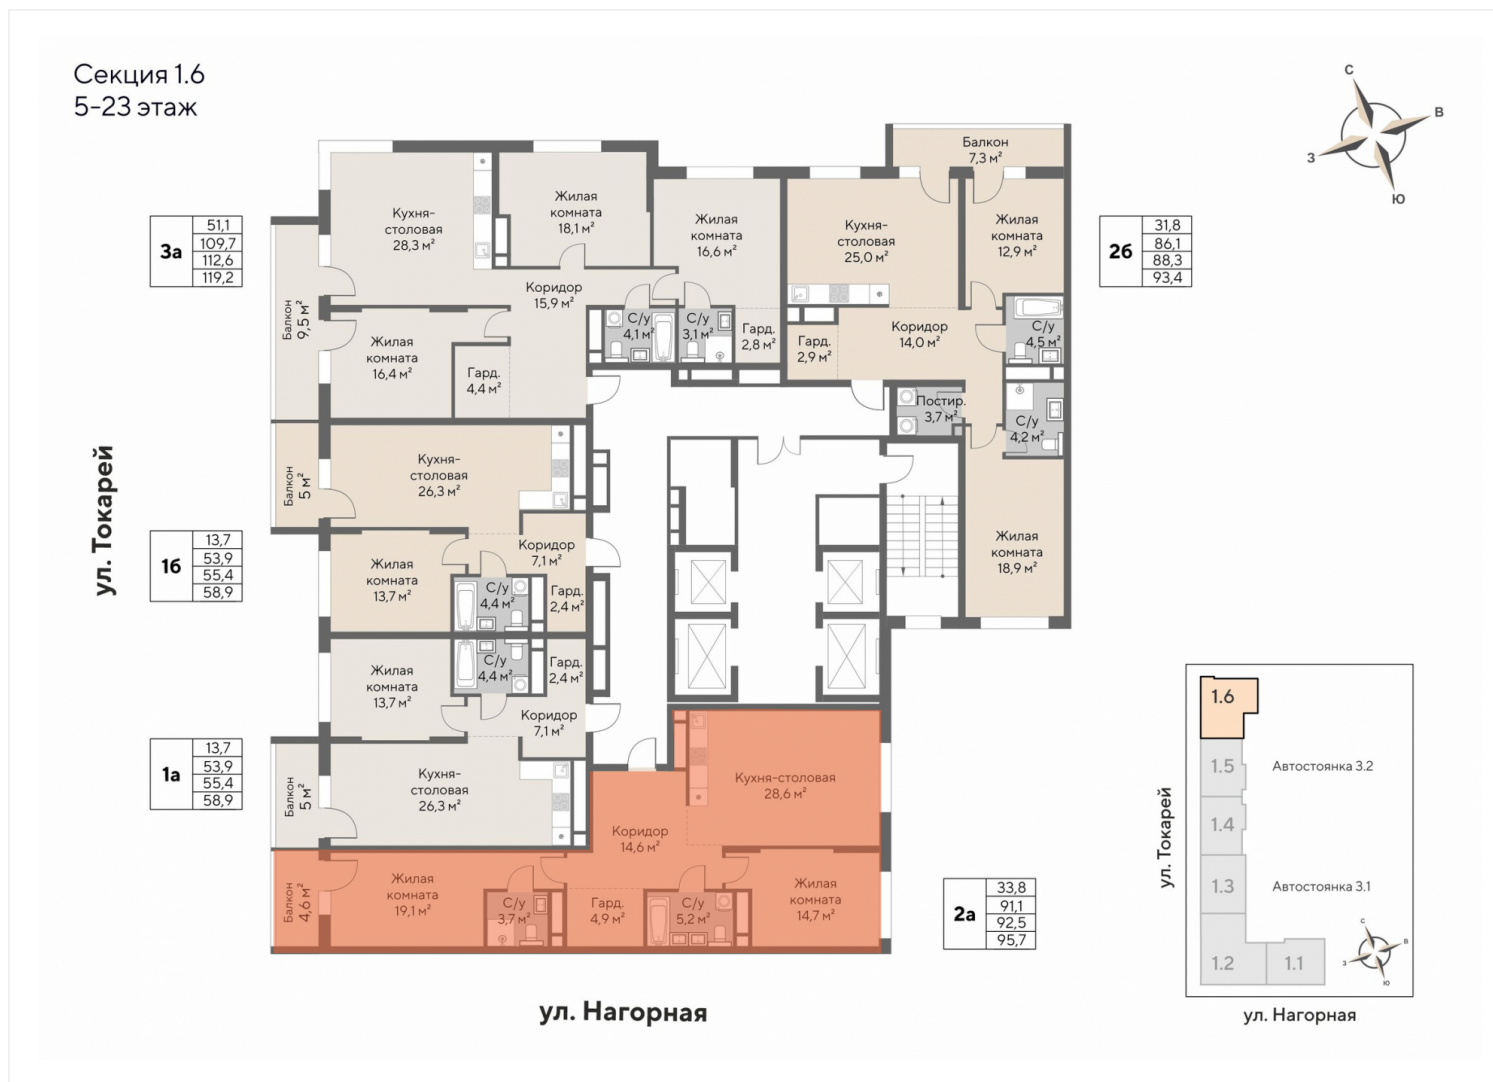 Секция 1.6
5-23 этаж
С
В
З
Ю
3а
51,1
109,7
112,6
119,2
Кухня-
столовая
28,3 м²
Жилая
комната
18,1 м²
Жилая
комната
16,6 м²
Коридор
15,9 м²
Балкон
9,5 м²
Жилая
комната
16,4 м²
Гард.
4,4 м²
С/у
4,1 м²
С/у
3,1 м²
Гард.
2,8 м²
Балкон
7,3 м²
Кухня-
столовая
25,0 м²
Жилая
комната
12,9 м²
Гард.
2,9 м²
Коридор
14,0 м²
С/у
4,5 м²
Постир.
3,7 м²
С/у
4,2 м²
Жилая
комната
18,9 м²
2б
31,8
86,1
88,3
93,4
ул. Токарей
Балкон
5 м²
Кухня-
столовая
26,3 м²
1б
13,7
53,9
55,4
58,9
Жилая
комната
13,7 м²
Коридор
7,1 м²
С/у
4,4 м²
Гард.
2,4 м²
Жилая
комната
13,7 м²
С/у
4,4 м²
Гард.
2,4 м²
Коридор
7,1 м²
1а
13,7
53,9
55,4
58,9
Балкон
5 м²
Кухня-
столовая
26,3 м²
Кухня-столовая
28,6 м²
Коридор
14,6 м²
Балкон
4,6 м²
Жилая
комната
19,1 м²
С/у
3,7 м²
Гард.
4,9 м²
С/у
5,2 м²
Жилая
комната
14,7 м²
2а
33,8
91,1
92,5
95,7
ул. Нагорная
1.6
1.5
Автостоянка 3.2
1.4
1.3
Автостоянка 3.1
1.2
1.1
ул. Токарей
С
В
З
Ю
ул. Нагорная